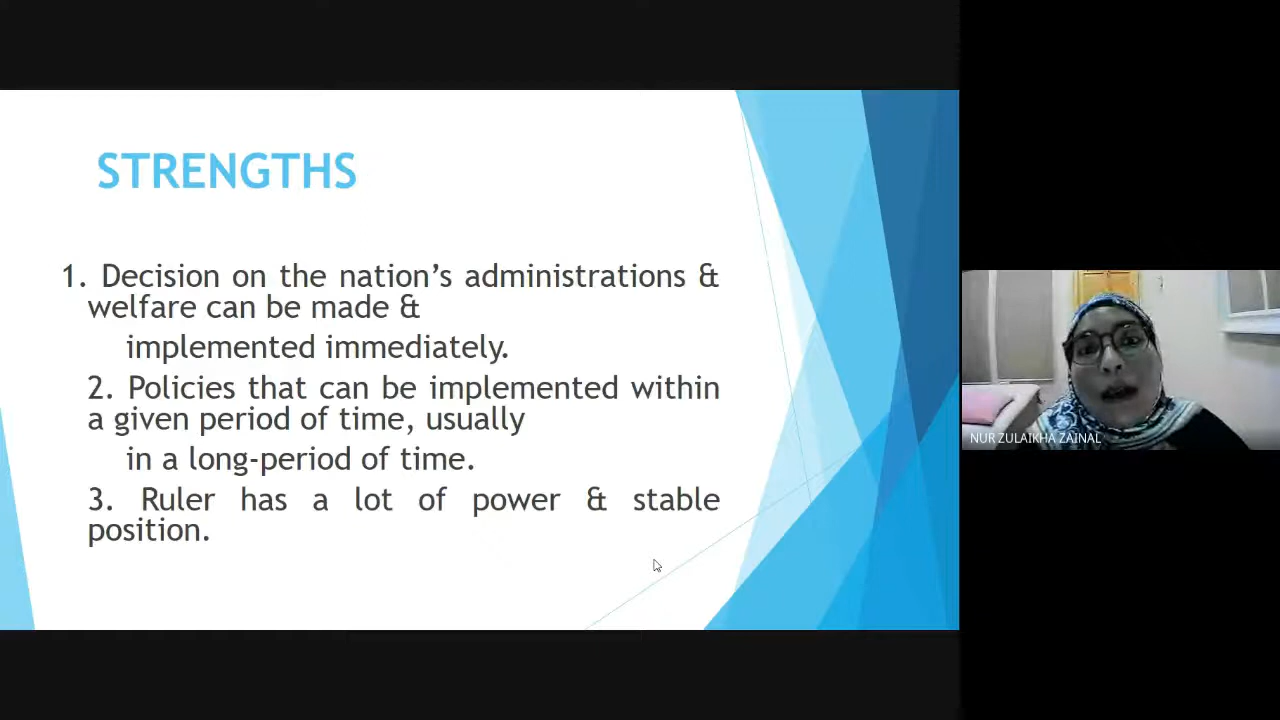 STRENGTHS
1. Decision on the nation's administrations &
welfare can be made &
implemented immediately.
2. Policies that can be implemented within
a given period of time, usually
in a long-period of time.
3. Ruler has a lot of power & stable
position.
NUR ZULAIKHA ZAINAL